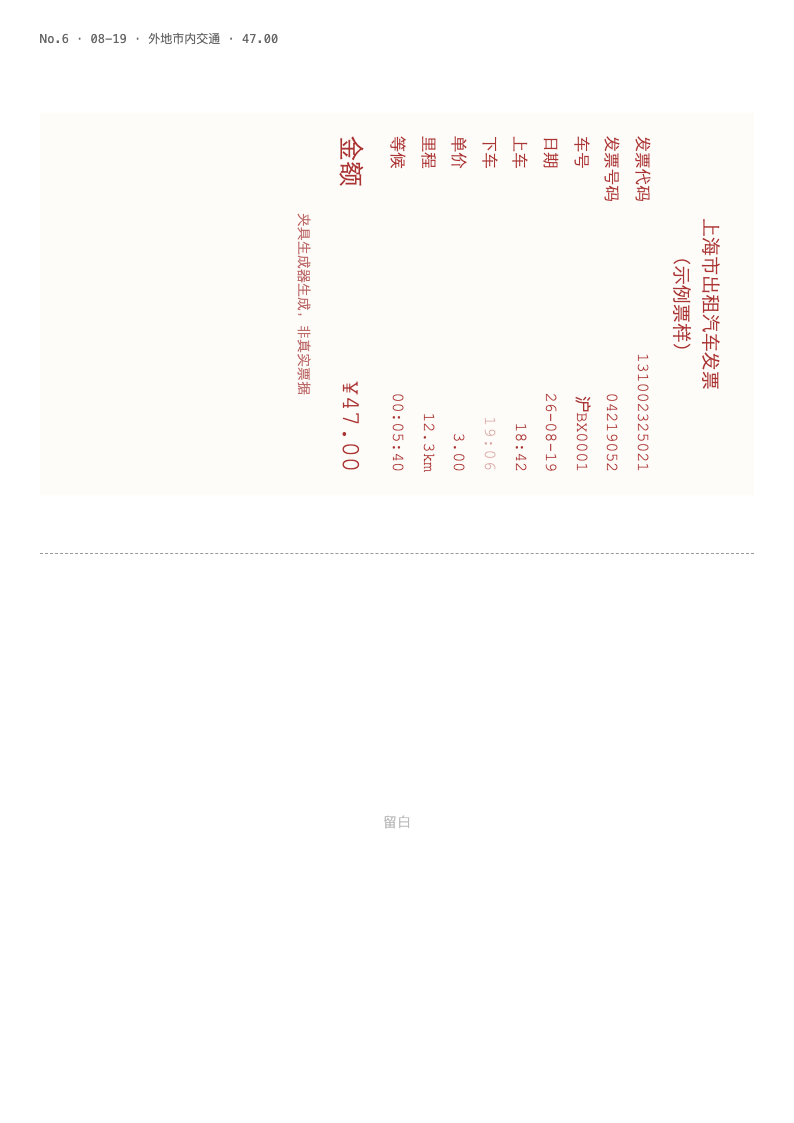 No.6 · 08-19 · 外地市内交通 · 47.00
上海市出租汽车发票
(示例票样)
发票代码 131002325021
发票号码 04219052
车号 沪BX0001
日期 26-08-19
上车 18:42
下车 19:06
单价 3.00
里程 12.3km
等候 00:05:40
金额 ¥47.00
夹具生成器生成，非真实票据
留白